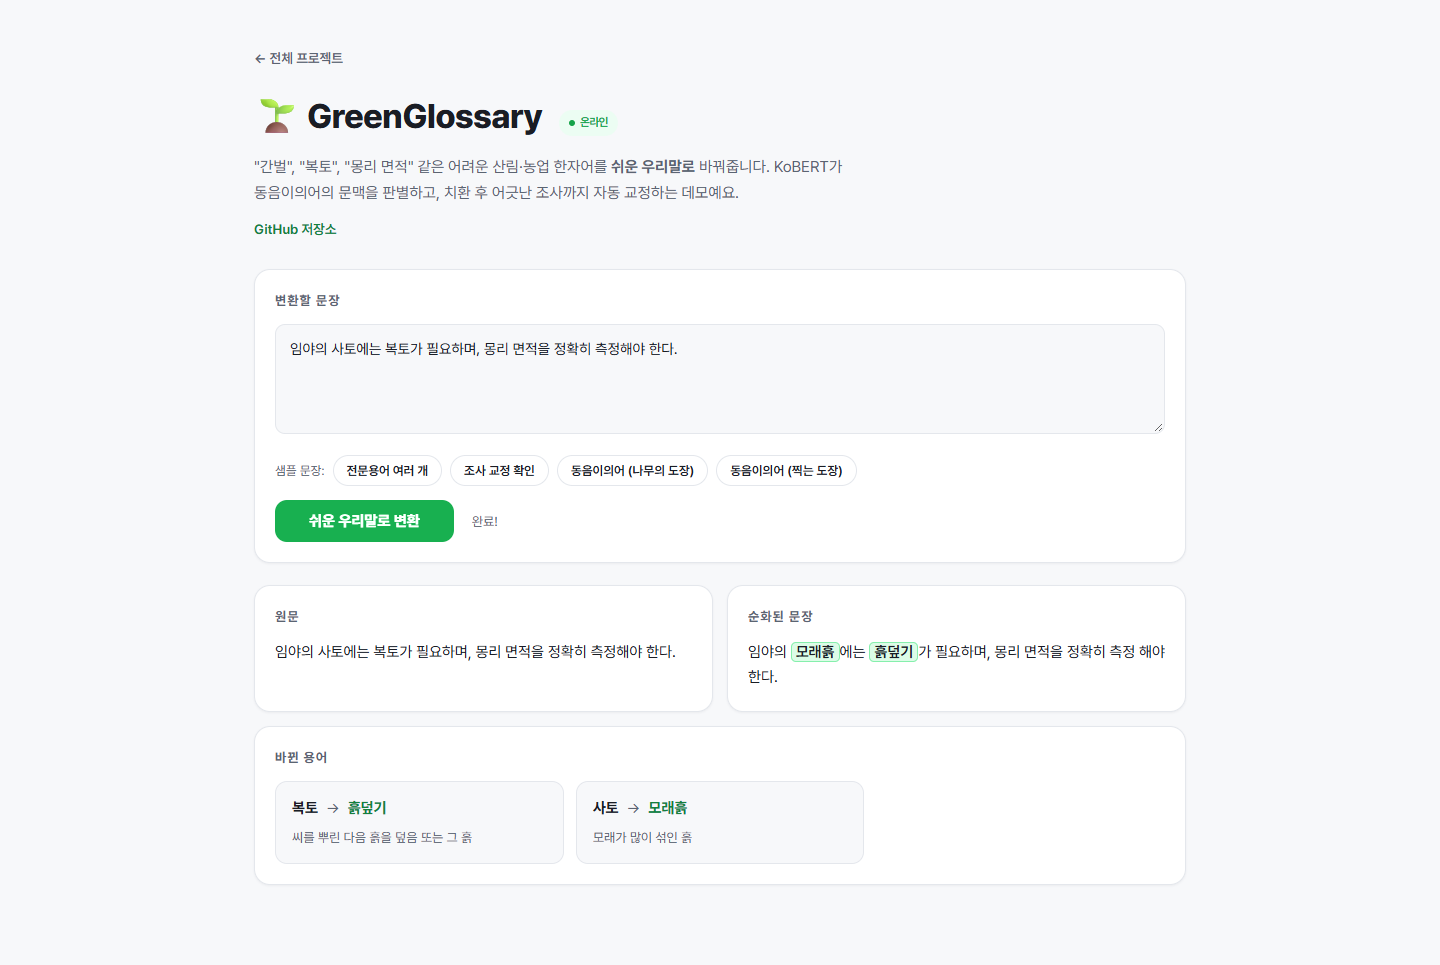 ← 전체 프로젝트
GreenGlossary
● 온라인
"간벌", "복토", "몽리 면적" 같은 어려운 산림·농업 한자어를 쉬운 우리말로 바꿔줍니다. KoBERT가
동음이의어의 문맥을 판별하고, 치환 후 어긋난 조사까지 자동 교정하는 데모예요.
GitHub 저장소
변환할 문장
임야의 사토에는 복토가 필요하며, 몽리 면적을 정확히 측정해야 한다.
샘플 문장: 전문용어 여러 개 조사 교정 확인 동음이의어 (나무의 도장) 동음이의어 (찍는 도장)
쉬운 우리말로 변환 완료!
원문
임야의 사토에는 복토가 필요하며, 몽리 면적을 정확히 측정해야 한다.
순화된 문장
임야의 모래흙에는 흙덮기가 필요하며, 몽리 면적을 정확히 측정 해야
한다.
바뀐 용어
복토 → 흙덮기
씨를 뿌린 다음 흙을 덮음 또는 그 흙
사토 → 모래흙
모래가 많이 섞인 흙